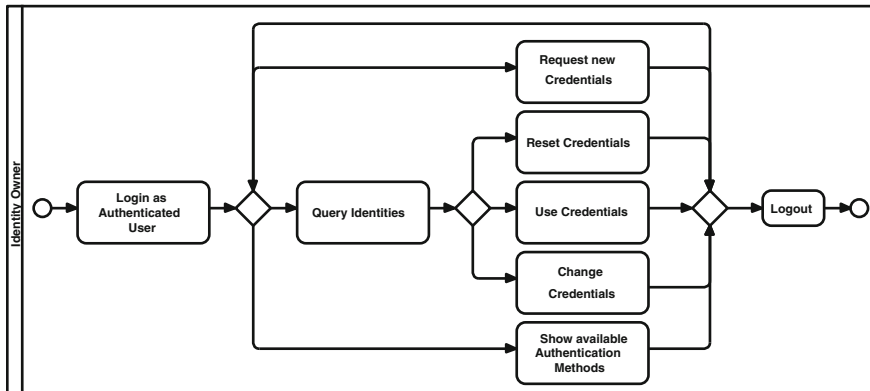 Identity Owner
Login as
Authenticated
User
Query Identities
Request new
Credentials
Reset Credentials
Use Credentials
Change
Credentials
Show available
Authentication
Methods
Logout